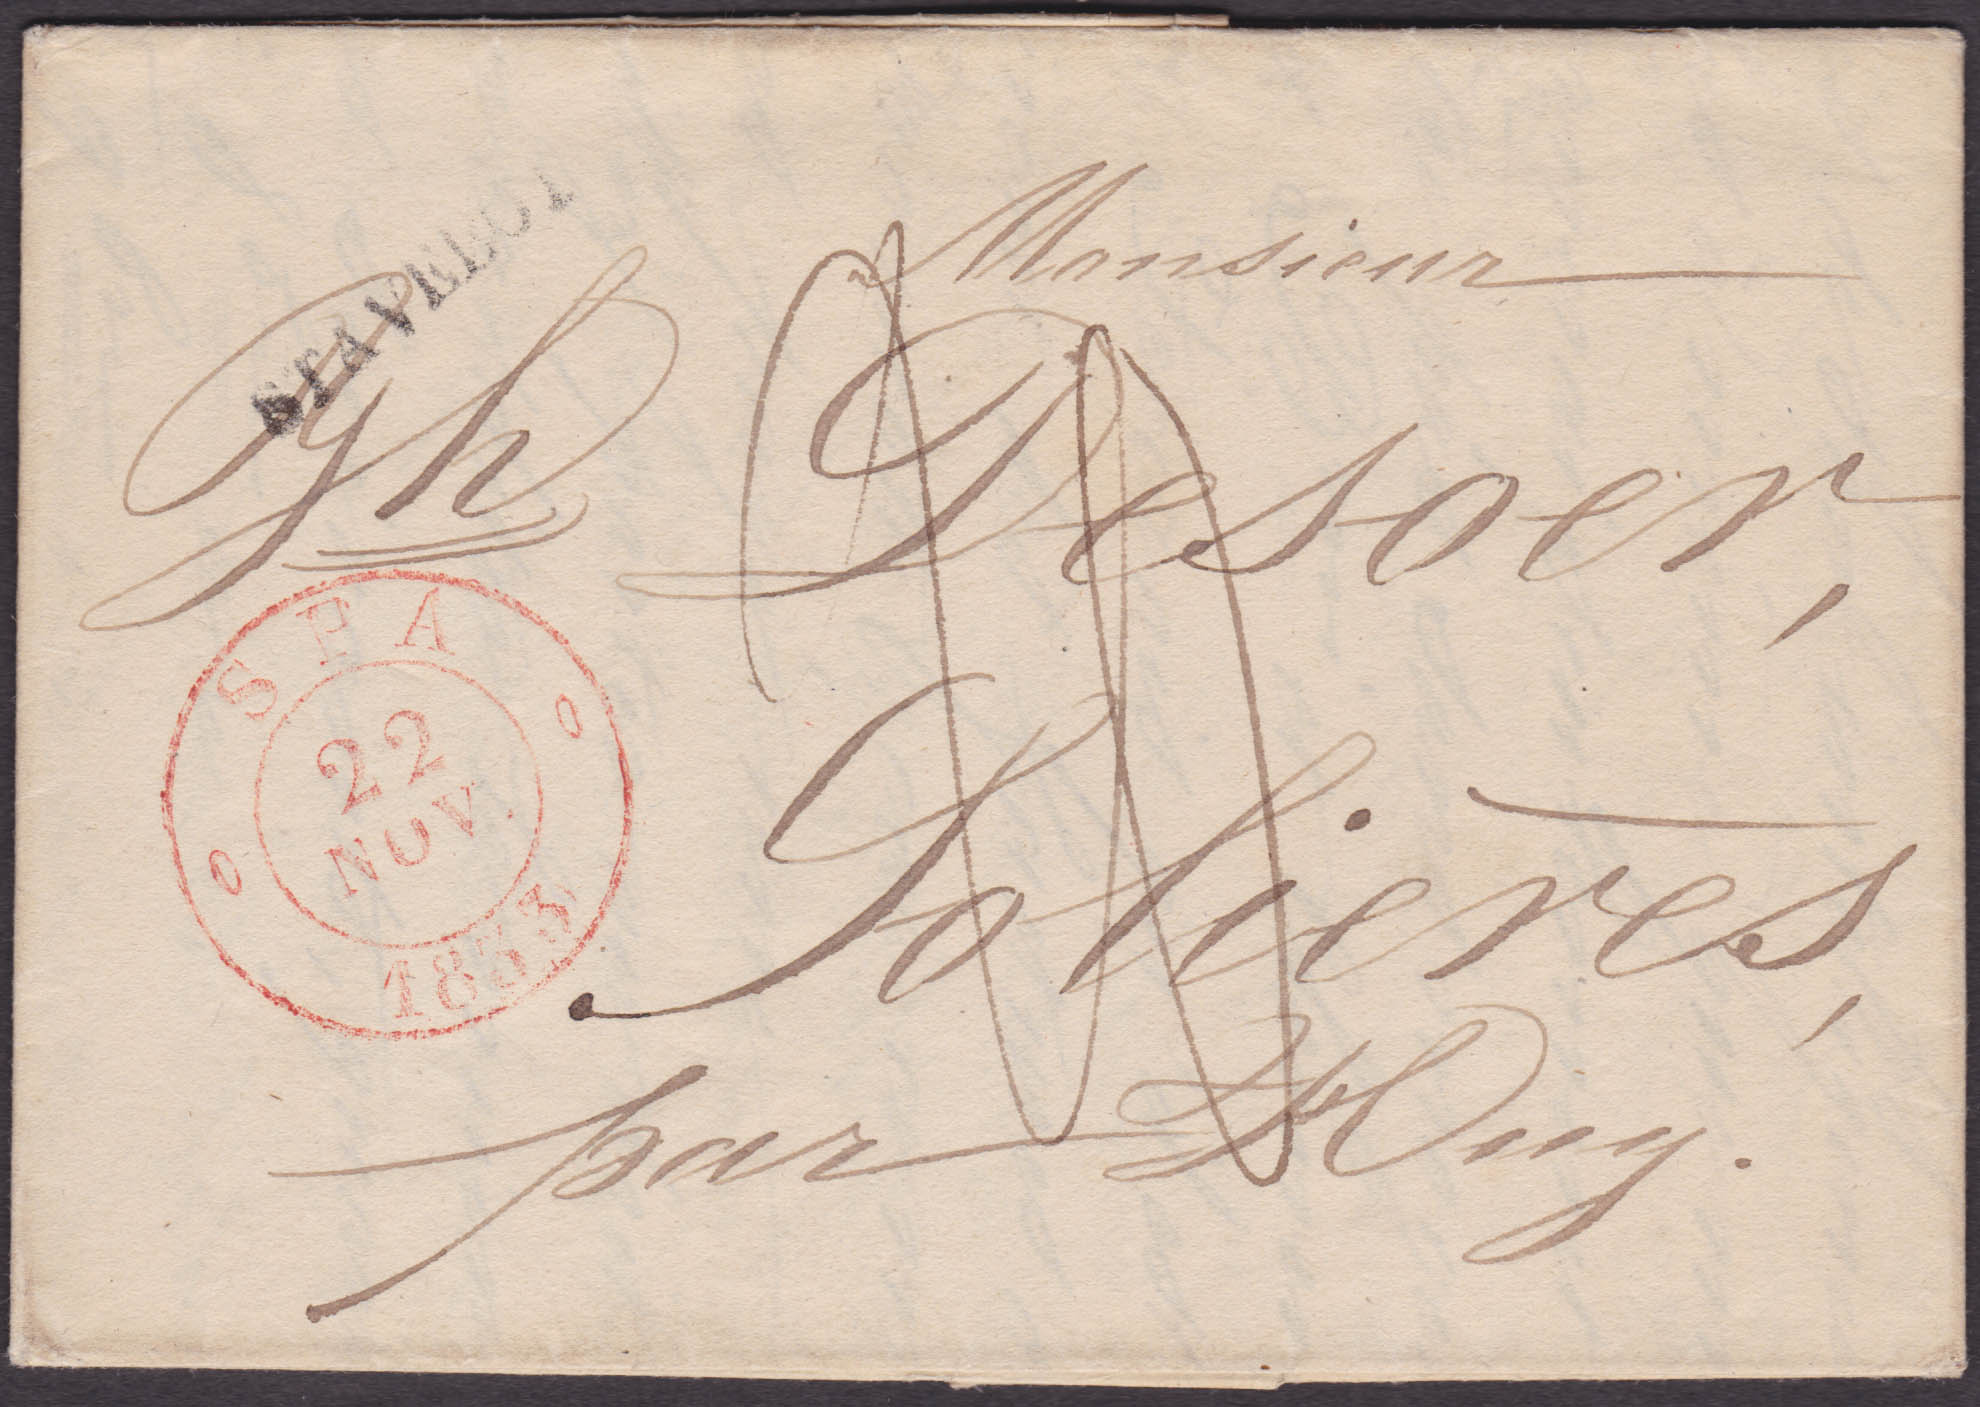 STAVELOT
Monsieur
Gh Desoer,
SPA
22
NOV.
1833
Solières,
par Huy.